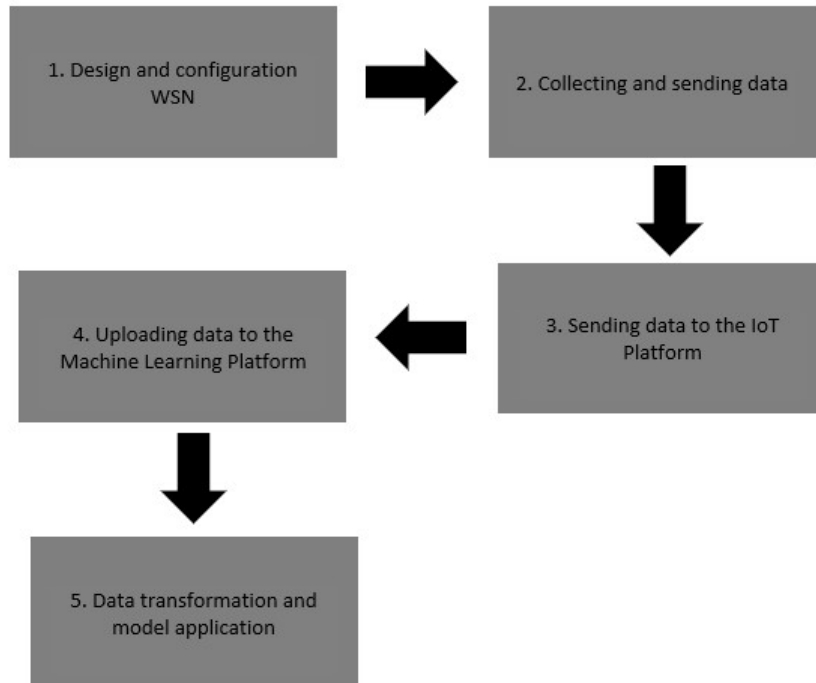 1. Design and configuration
WSN
2. Collecting and sending data
3. Sending data to the IoT
Platform
4. Uploading data to the
Machine Learning Platform
5. Data transformation and
model application